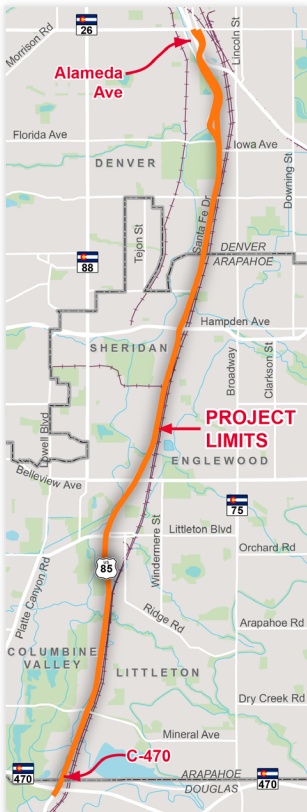 Morrison Rd
26
Lincoln St
Alameda
Ave
Florida Ave
Iowa Ave
DENVER
Downing St
Santa Fe Dr
Tejon St
DENVER
ARAPAHOE
88
Hampden Ave
SHERIDAN
Broadway
Clarkson St
PROJECT
LIMITS
Lowell Blvd
ENGLEWOOD
Belleview Ave
75
Windermere St
Littleton Blvd
Platte Canyon Rd
Orchard Rd
US
85
Ridge Rd
Arapahoe Rd
COLUMBINE
VALLEY
LITTLETON
Dry Creek Rd
Mineral Ave
C-470
470
ARAPAHOE
470
DOUGLAS